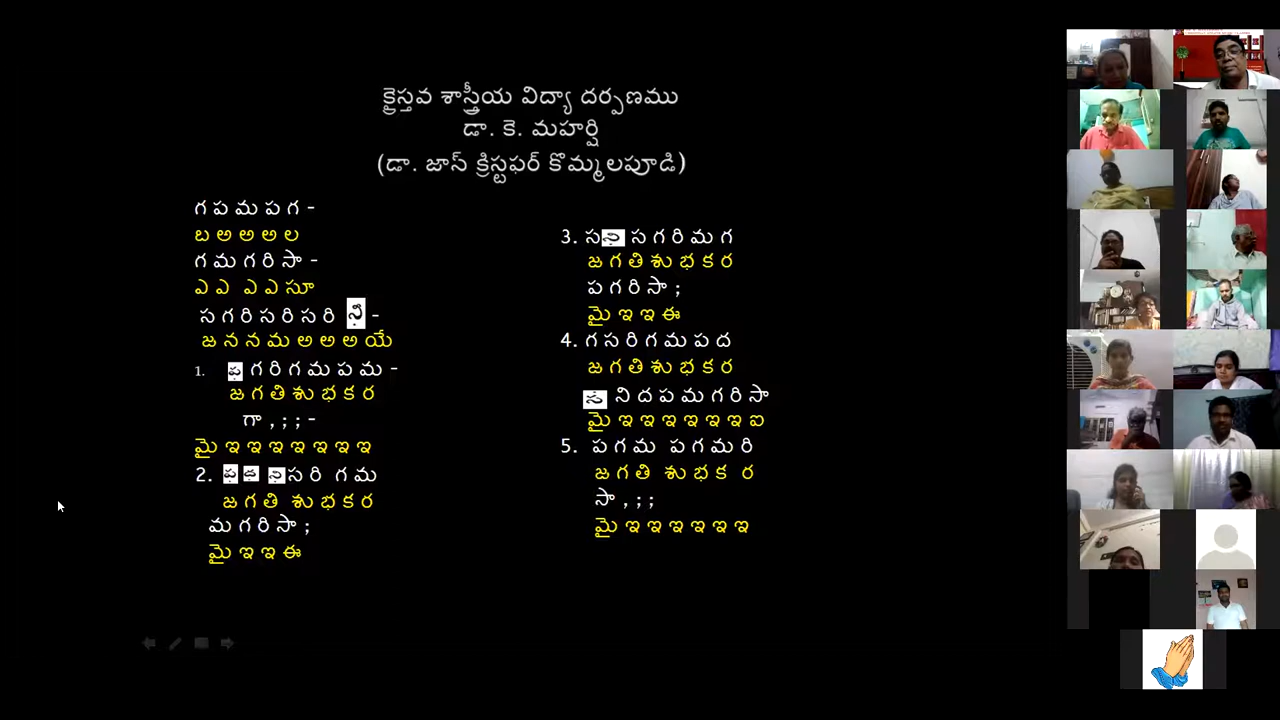 క్రైస్తవ శాస్త్రీయ విద్యా దర్పణము
డా. కె. మహర్షి
(డా. జాస్ క్రిస్టఫర్ కొమ్మలపూడి)
గ ప మ ప గ -
బ అ అ అ ల
గ మ గ రి సా -
ఎ ఎ ఎ ఎ సూ
స గ రి స రి స రి ని -
జ న న మ అ అ అ యే
1. ప గ రి గ మ ప మ -
జ గ తి శు భ క ర
గా , ; ; -
మై ఇ ఇ ఇ ఇ ఇ ఇ ఇ
2. ప ద ని స రి గ మ
జ గ తి శు భ క ర
మ గ రి సా ;
మై ఇ ఇ ఈ
3. స ని స గ రి మ గ
జ గ తి శు భ క ర
ప గ రి సా ;
మై ఇ ఇ ఈ
4. గ స రి గ మ ప ద
జ గ తి శు భ క ర
స ని ద ప మ గ రి సా
మై ఇ ఇ ఇ ఇ ఇ ఇ ఐ
5. ప గ మ ప గ మ రి
జ గ తి శు భ క ర
సా , ; ;
మై ఇ ఇ ఇ ఇ ఇ ఇ